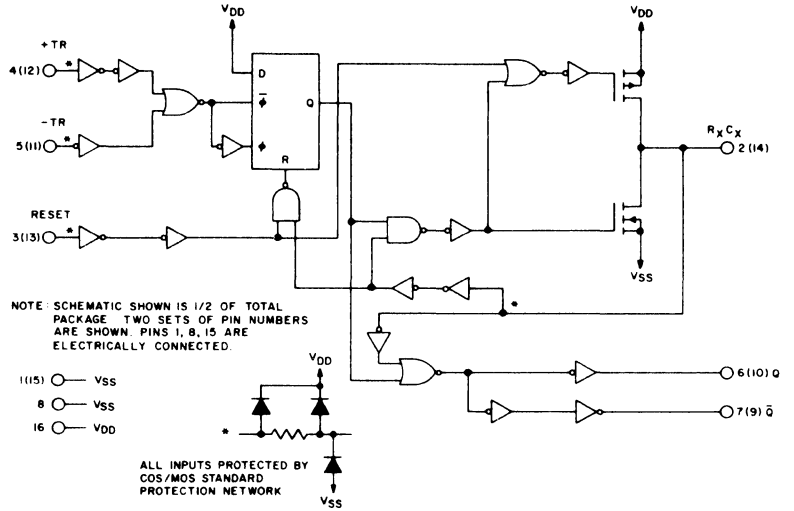 VDD
+TR
*
4(12)
-TR
*
5(11)
D
Q
φ̅
φ
R
RESET
*
3(13)
VDD
RXCX
2(14)
VSS
*
NOTE: SCHEMATIC SHOWN IS 1/2 OF TOTAL
PACKAGE. TWO SETS OF PIN NUMBERS
ARE SHOWN. PINS 1, 8, 15 ARE
ELECTRICALLY CONNECTED.
1(15) VSS
8 VSS
16 VDD
VDD
*
VSS
ALL INPUTS PROTECTED BY
COS/MOS STANDARD
PROTECTION NETWORK
6(10) Q
7(9) Q̅